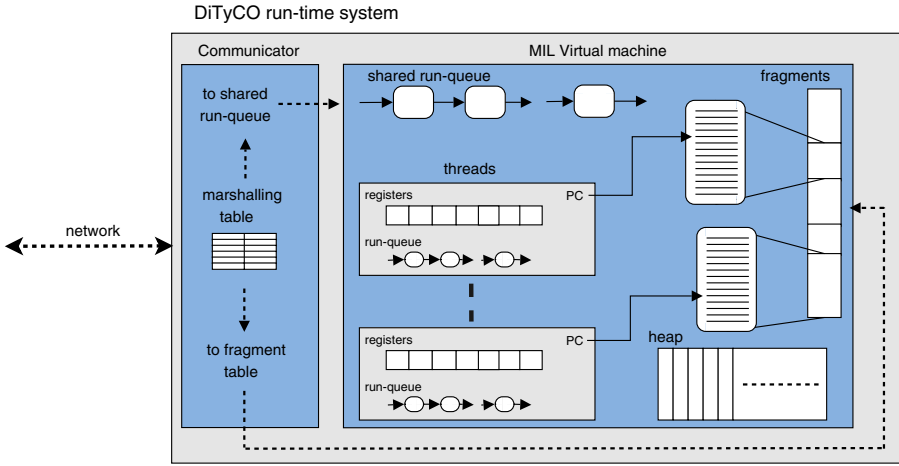 DiTyCO run-time system
Communicator
MIL Virtual machine
to shared
run-queue
shared run-queue
fragments
threads
marshalling
table
registers
PC
run-queue
network
to fragment
table
registers
PC
run-queue
heap